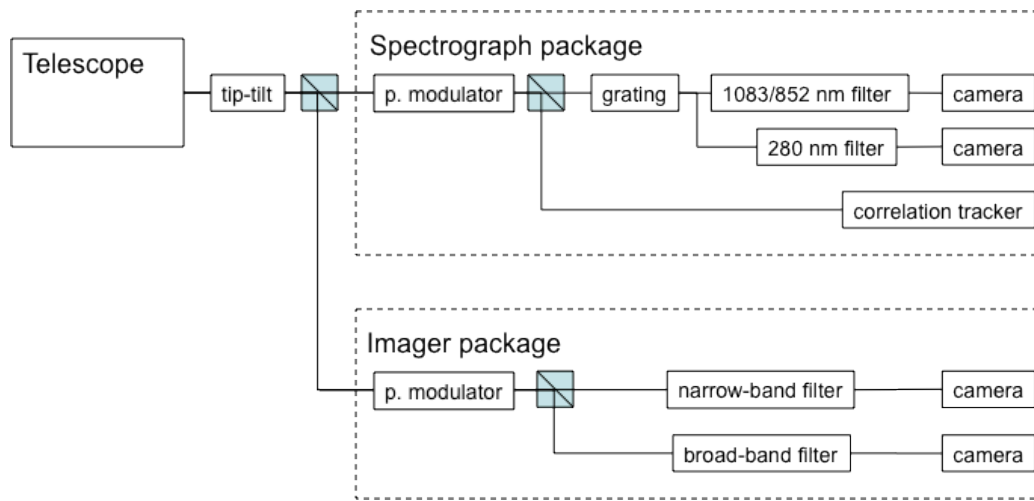 Telescope
tip-tilt
Spectrograph package
p. modulator
grating
1083/852 nm filter
camera
280 nm filter
camera
correlation tracker
Imager package
p. modulator
narrow-band filter
camera
broad-band filter
camera